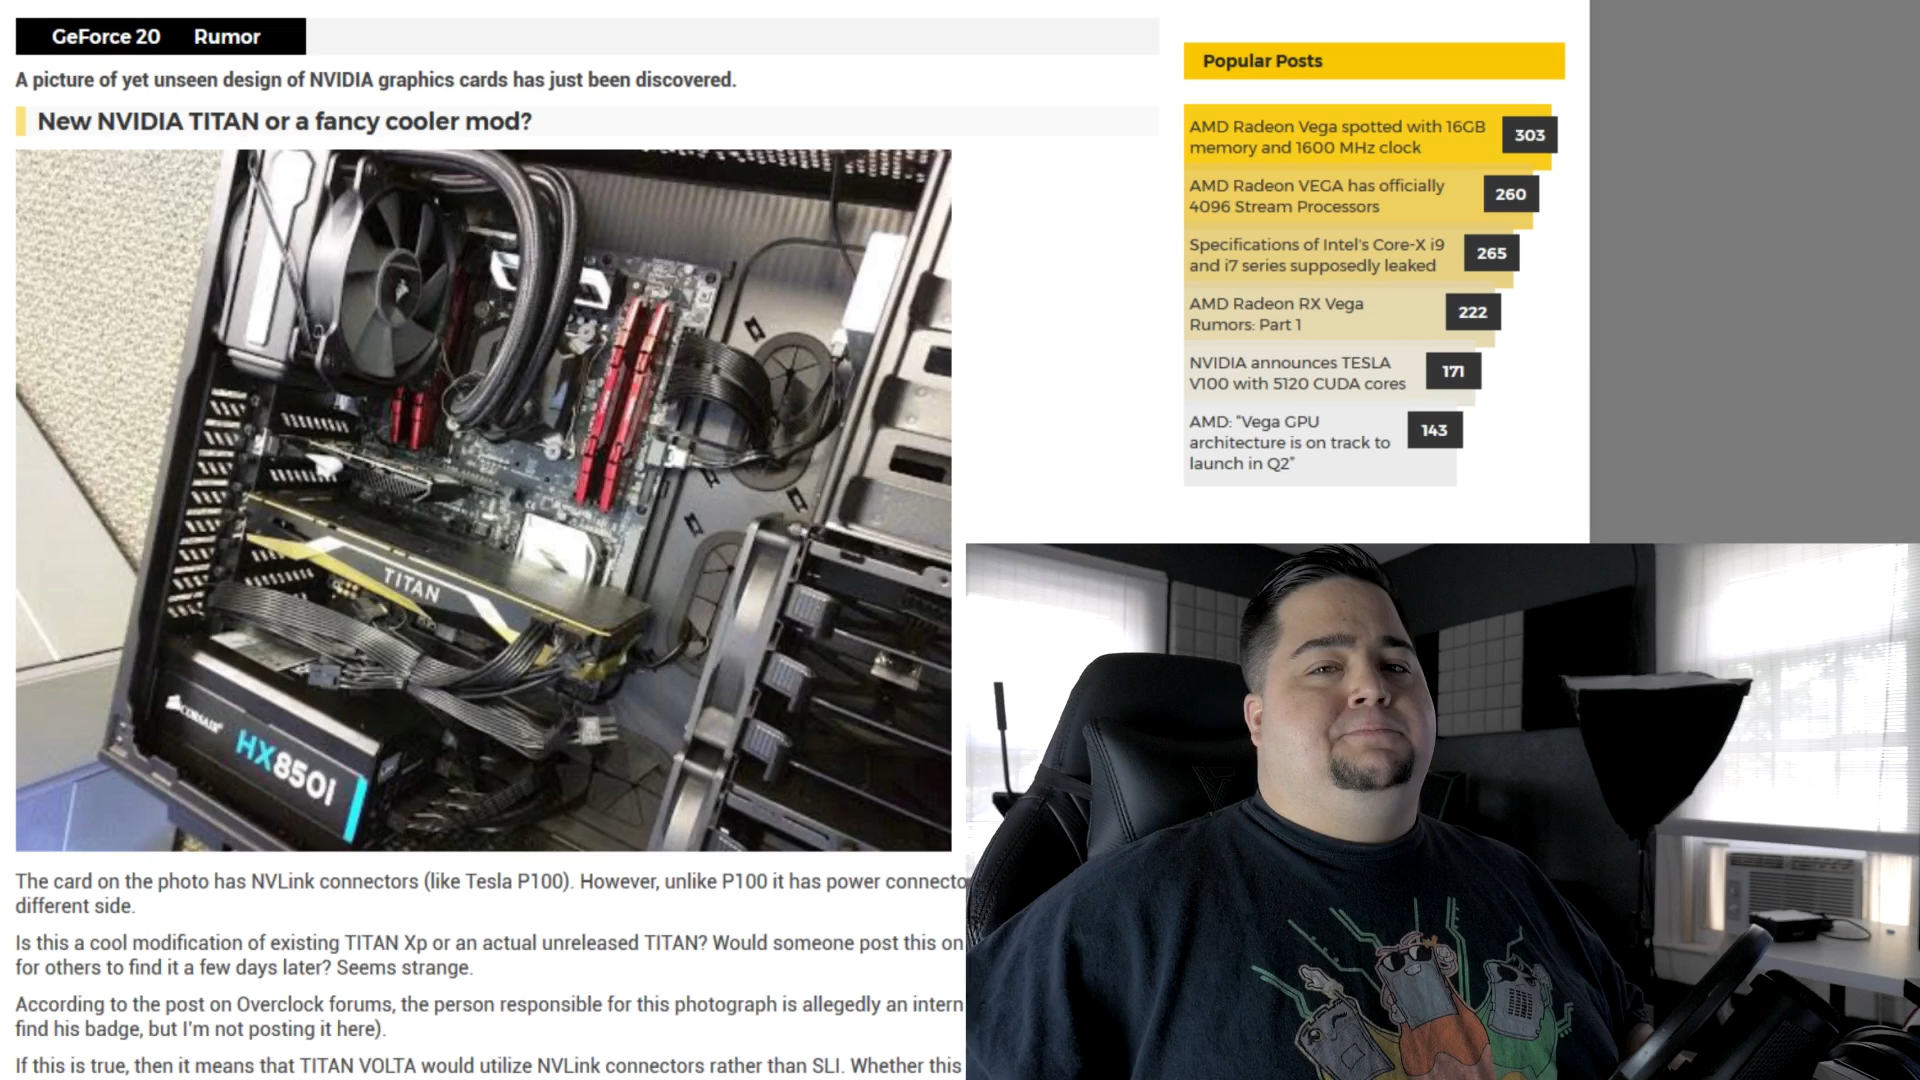 GeForce 20 Rumor
A picture of yet unseen design of NVIDIA graphics cards has just been discovered.
New NVIDIA TITAN or a fancy cooler mod?
TITAN
CORSAIR
HX850i
The card on the photo has NVLink connectors (like Tesla P100). However, unlike P100 it has power connecto
different side.
Is this a cool modification of existing TITAN Xp or an actual unreleased TITAN? Would someone post this on
for others to find it a few days later? Seems strange.
According to the post on Overclock forums, the person responsible for this photograph is allegedly an intern
find his badge, but I'm not posting it here).
If this is true, then it means that TITAN VOLTA would utilize NVLink connectors rather than SLI. Whether this
Popular Posts
AMD Radeon Vega spotted with 16GB
memory and 1600 MHz clock
303
AMD Radeon VEGA has officially
4096 Stream Processors
260
Specifications of Intel's Core-X i9
and i7 series supposedly leaked
265
AMD Radeon RX Vega
Rumors: Part 1
222
NVIDIA announces TESLA
V100 with 5120 CUDA cores
171
AMD: "Vega GPU
architecture is on track to
launch in Q2"
143